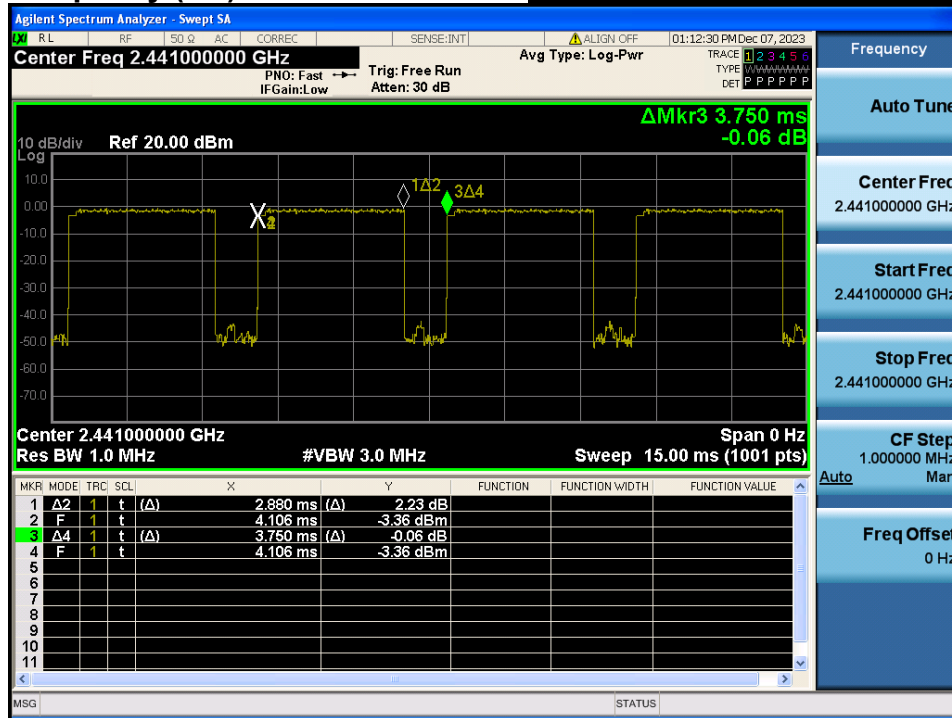 Agilent Spectrum Analyzer - Swept SA
LXI RL RF 50 Ω AC CORREC SENSE:INT ALIGN OFF 01:12:30 PM Dec 07, 2023
Center Freq 2.441000000 GHz
PNO: Fast
IFGain:Low
Trig: Free Run
Atten: 30 dB
Avg Type: Log-Pwr
TRACE 1 2 3 4 5 6
TYPE WWWWWW
DET P P P P P P
ΔMkr3 3.750 ms
-0.06 dB
10 dB/div Ref 20.00 dBm
Log
10.0
0.00
-10.0
-20.0
-30.0
-40.0
-50.0
-60.0
-70.0
1Δ2
3Δ4
Center 2.441000000 GHz Span 0 Hz
Res BW 1.0 MHz #VBW 3.0 MHz Sweep 15.00 ms (1001 pts)
MKR MODE TRC SCL X Y FUNCTION FUNCTION WIDTH FUNCTION VALUE
1 Δ2 1 t (Δ) 2.880 ms (Δ) 2.23 dB
2 F 1 t 4.106 ms -3.36 dBm
3 Δ4 1 t (Δ) 3.750 ms (Δ) -0.06 dB
4 F 1 t 4.106 ms -3.36 dBm
5
6
7
8
9
10
11
MSG STATUS
Frequency
Auto Tune
Center Freq
2.441000000 GHz
Start Freq
2.441000000 GHz
Stop Freq
2.441000000 GHz
CF Step
1.000000 MHz
Auto Man
Freq Offset
0 Hz